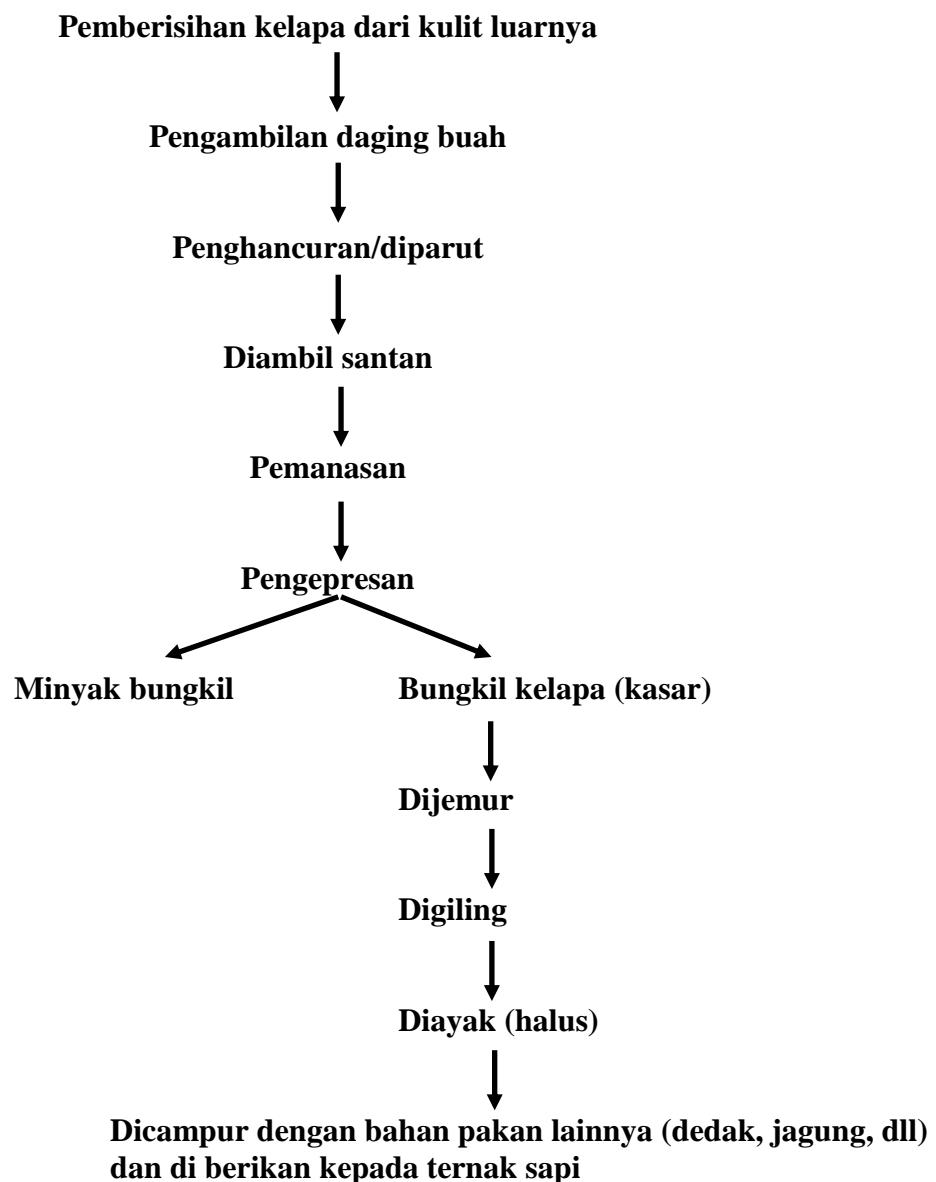 Pemberisihan kelapa dari kulit luarnya
Pengambilan daging buah
Penghancuran/diparut
Diambil santan
Pemanasan
Pengepresan
Minyak bungkil
Bungkil kelapa (kasar)
Dijemur
Digiling
Diayak (halus)
Dicampur dengan bahan pakan lainnya (dedak, jagung, dll)
dan di berikan kepada ternak sapi